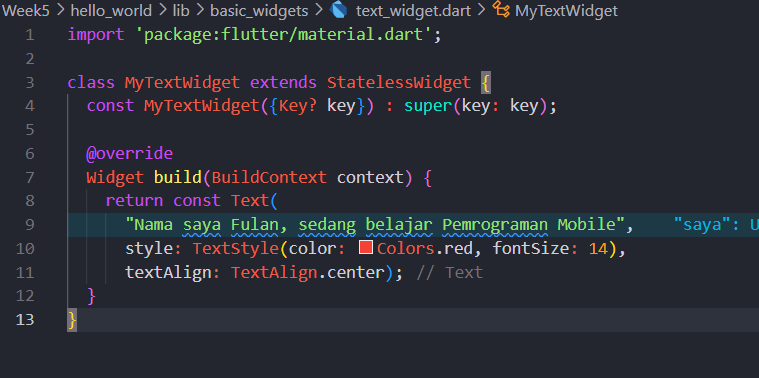 Week5 > hello_world > lib > basic_widgets > text_widget.dart > MyTextWidget
1 import 'package:flutter/material.dart';
2
3 class MyTextWidget extends StatelessWidget {
4 const MyTextWidget({Key? key}) : super(key: key);
5
6 @override
7 Widget build(BuildContext context) {
8 return const Text(
9 "Nama saya Fulan, sedang belajar Pemrograman Mobile", "saya": U
10 style: TextStyle(color: Colors.red, fontSize: 14),
11 textAlign: TextAlign.center); // Text
12 }
13 }